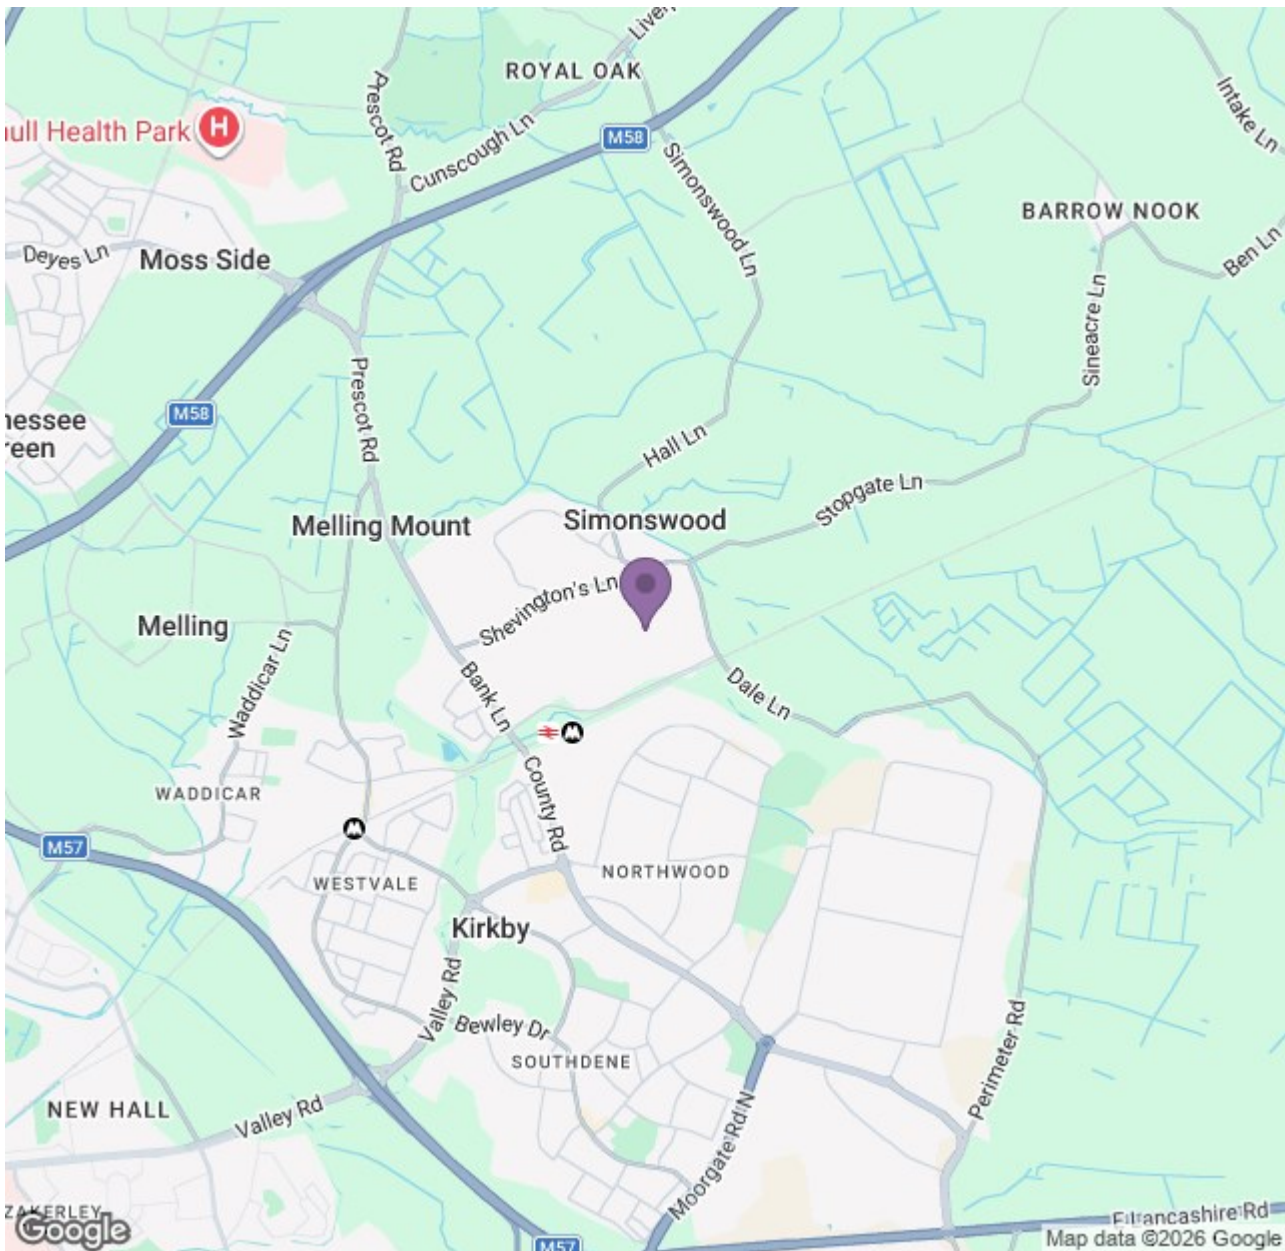 ROYAL OAK
Prescot Rd
H
ull Health Park
Cunscough Ln
M58
Simonswood Ln
Intake Ln
BARROW NOOK
Ben Ln
Deyes Ln
Moss Side
Sineacre Ln
Prescot Rd
M58
nessee
reen
Hall Ln
Stopgate Ln
Melling Mount
Simonswood
Shevington's Ln
Melling
Waddicar Ln
Bank Ln
Dale Ln
WADDICAR
County Rd
M57
WESTVALE
NORTHWOOD
Kirkby
Valley Rd
Bewley Dr
SOUTHDENE
Perimeter Rd
NEW HALL
Valley Rd
Moorgate Rd N
ZAKERLEY
Google
M57
E Lancashire Rd
Map data ©2026 Google